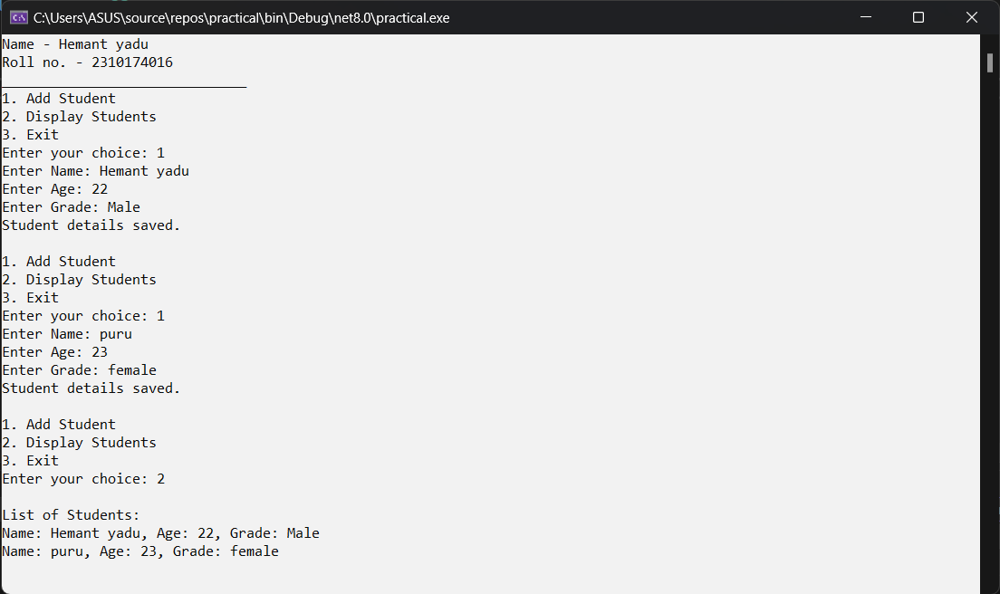 C:\Users\ASUS\source\repos\practical\bin\Debug\net8.0\practical.exe
Name - Hemant yadu
Roll no. - 2310174016
______________________________
1. Add Student
2. Display Students
3. Exit
Enter your choice: 1
Enter Name: Hemant yadu
Enter Age: 22
Enter Grade: Male
Student details saved.

1. Add Student
2. Display Students
3. Exit
Enter your choice: 1
Enter Name: puru
Enter Age: 23
Enter Grade: female
Student details saved.

1. Add Student
2. Display Students
3. Exit
Enter your choice: 2

List of Students:
Name: Hemant yadu, Age: 22, Grade: Male
Name: puru, Age: 23, Grade: female